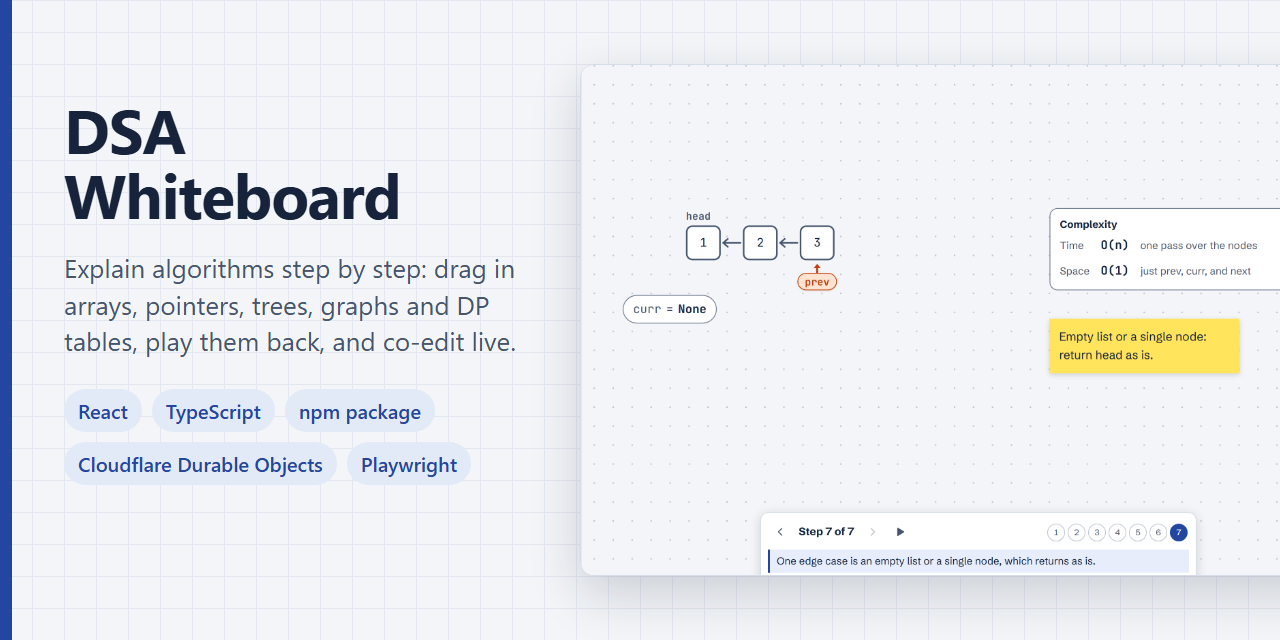 DSA
Whiteboard
Explain algorithms step by step: drag in
arrays, pointers, trees, graphs and DP
tables, play them back, and co-edit live.
React TypeScript npm package
Cloudflare Durable Objects Playwright
head
1 2 3
prev
curr = None
Complexity
Time O(n) one pass over the nodes
Space O(1) just prev, curr, and next
Empty list or a single node:
return head as is.
Step 7 of 7 1 2 3 4 5 6 7
One edge case is an empty list or a single node, which returns as is.